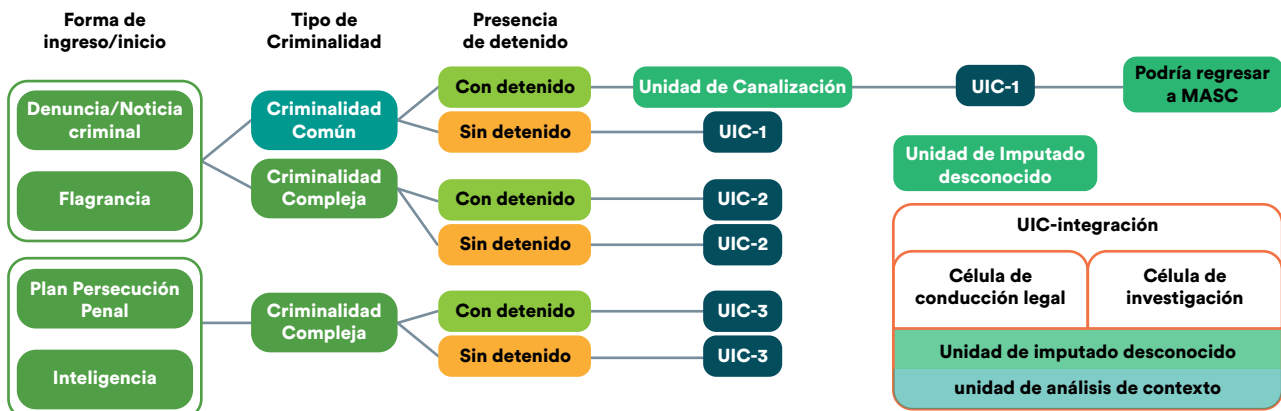 Forma de
ingreso/inicio
Tipo de
Criminalidad
Presencia
de detenido
Denuncia/Noticia
criminal
Flagrancia
Criminalidad
Común
Criminalidad
Compleja
Con detenido
Unidad de Canalización
UIC-1
Podría regresar
a MASC
Sin detenido
UIC-1
Con detenido
UIC-2
Sin detenido
UIC-2
Plan Persecución
Penal
Inteligencia
Criminalidad
Compleja
Con detenido
UIC-3
Sin detenido
UIC-3
Unidad de Imputado
desconocido
UIC-integración
Célula de
conducción legal
Célula de
investigación
Unidad de imputado desconocido
unidad de análisis de contexto